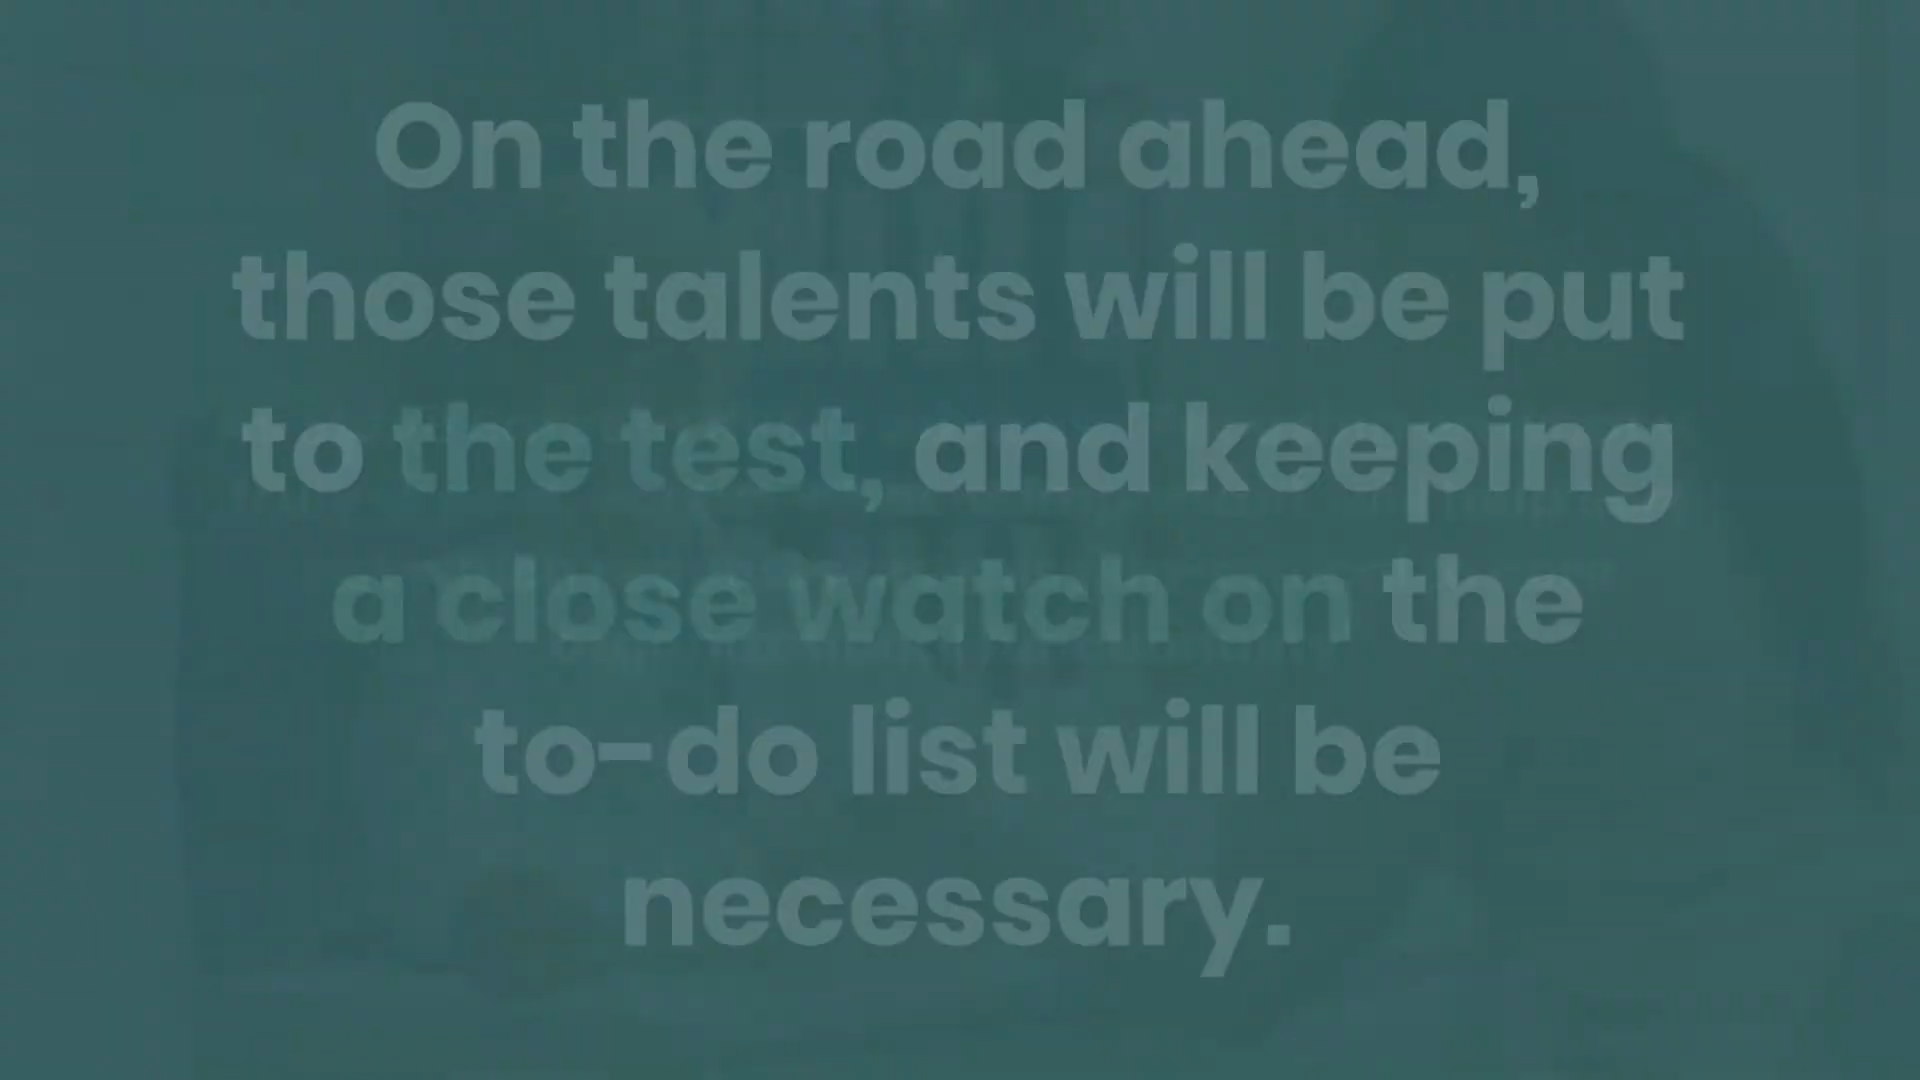 On the road ahead,
those talents will be put
to the test, and keeping
a close watch on the
to-do list will be
necessary.